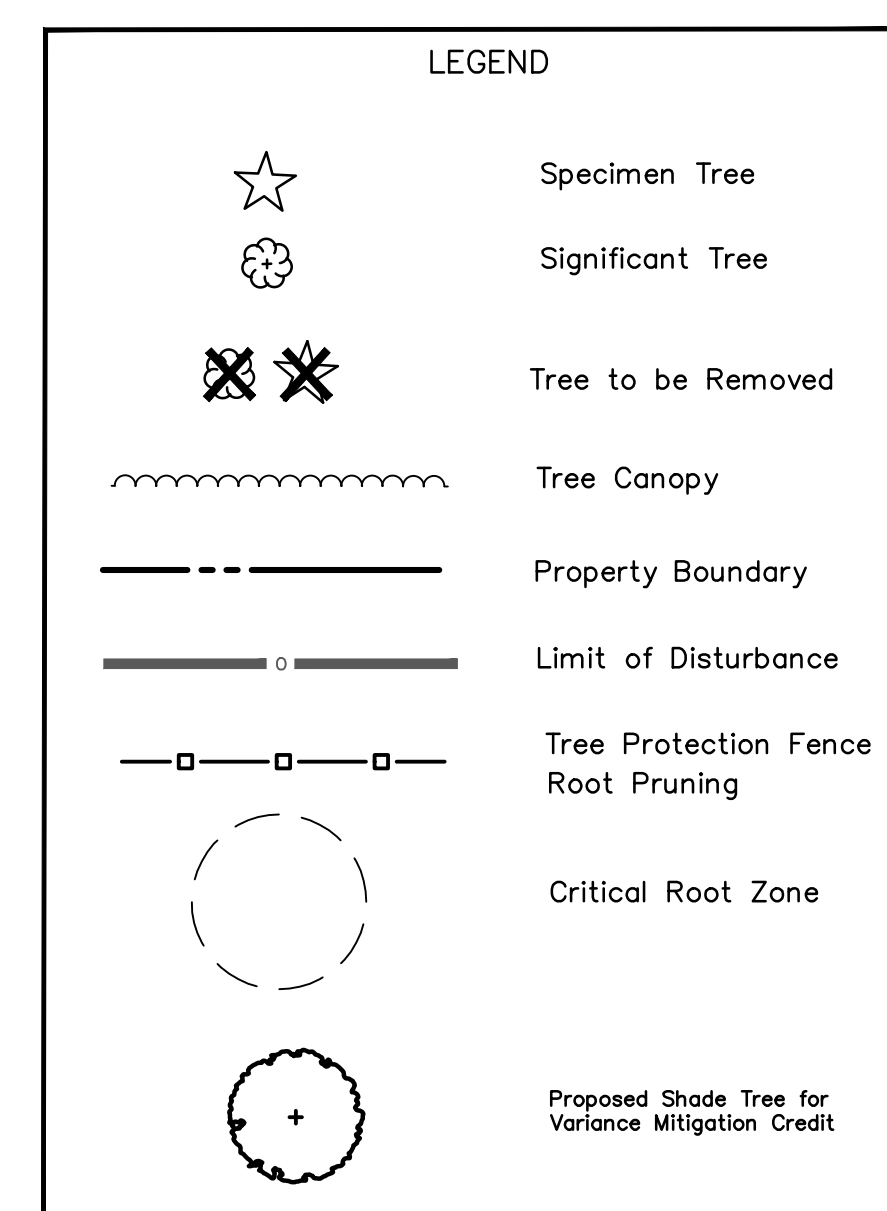 LEGEND
Specimen Tree
Significant Tree
Tree to be Removed
Tree Canopy
Property Boundary
O
Limit of Disturbance
Tree Protection Fence
Root Pruning
Critical Root Zone
Proposed Shade Tree for
Variance Mitigation Credit